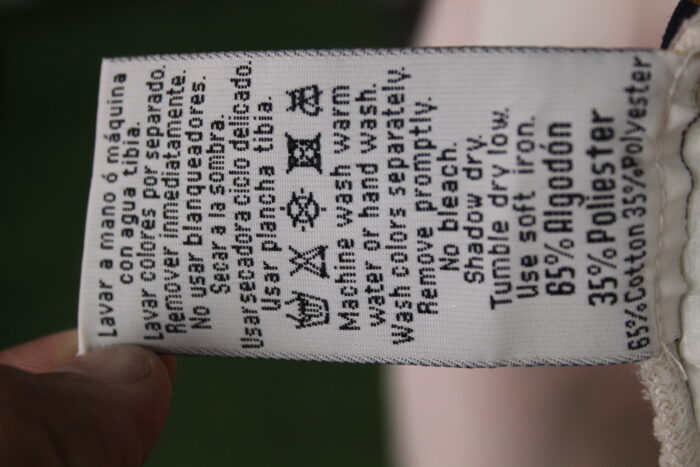 Lavar a mano ó máquina
con agua tibia.
Lavar colores por separado.
Remover inmediatamente.
No usar blanqueadores.
Secar a la sombra.
Usar secadora ciclo delicado.
Usar plancha tibia.
Machine wash warm
water or hand wash.
Wash colors separately.
Remove promptly.
No bleach.
Shadow dry.
Tumble dry low.
Use soft iron.
65% Algodón
35% Poliester
65%Cotton 35%Polyester